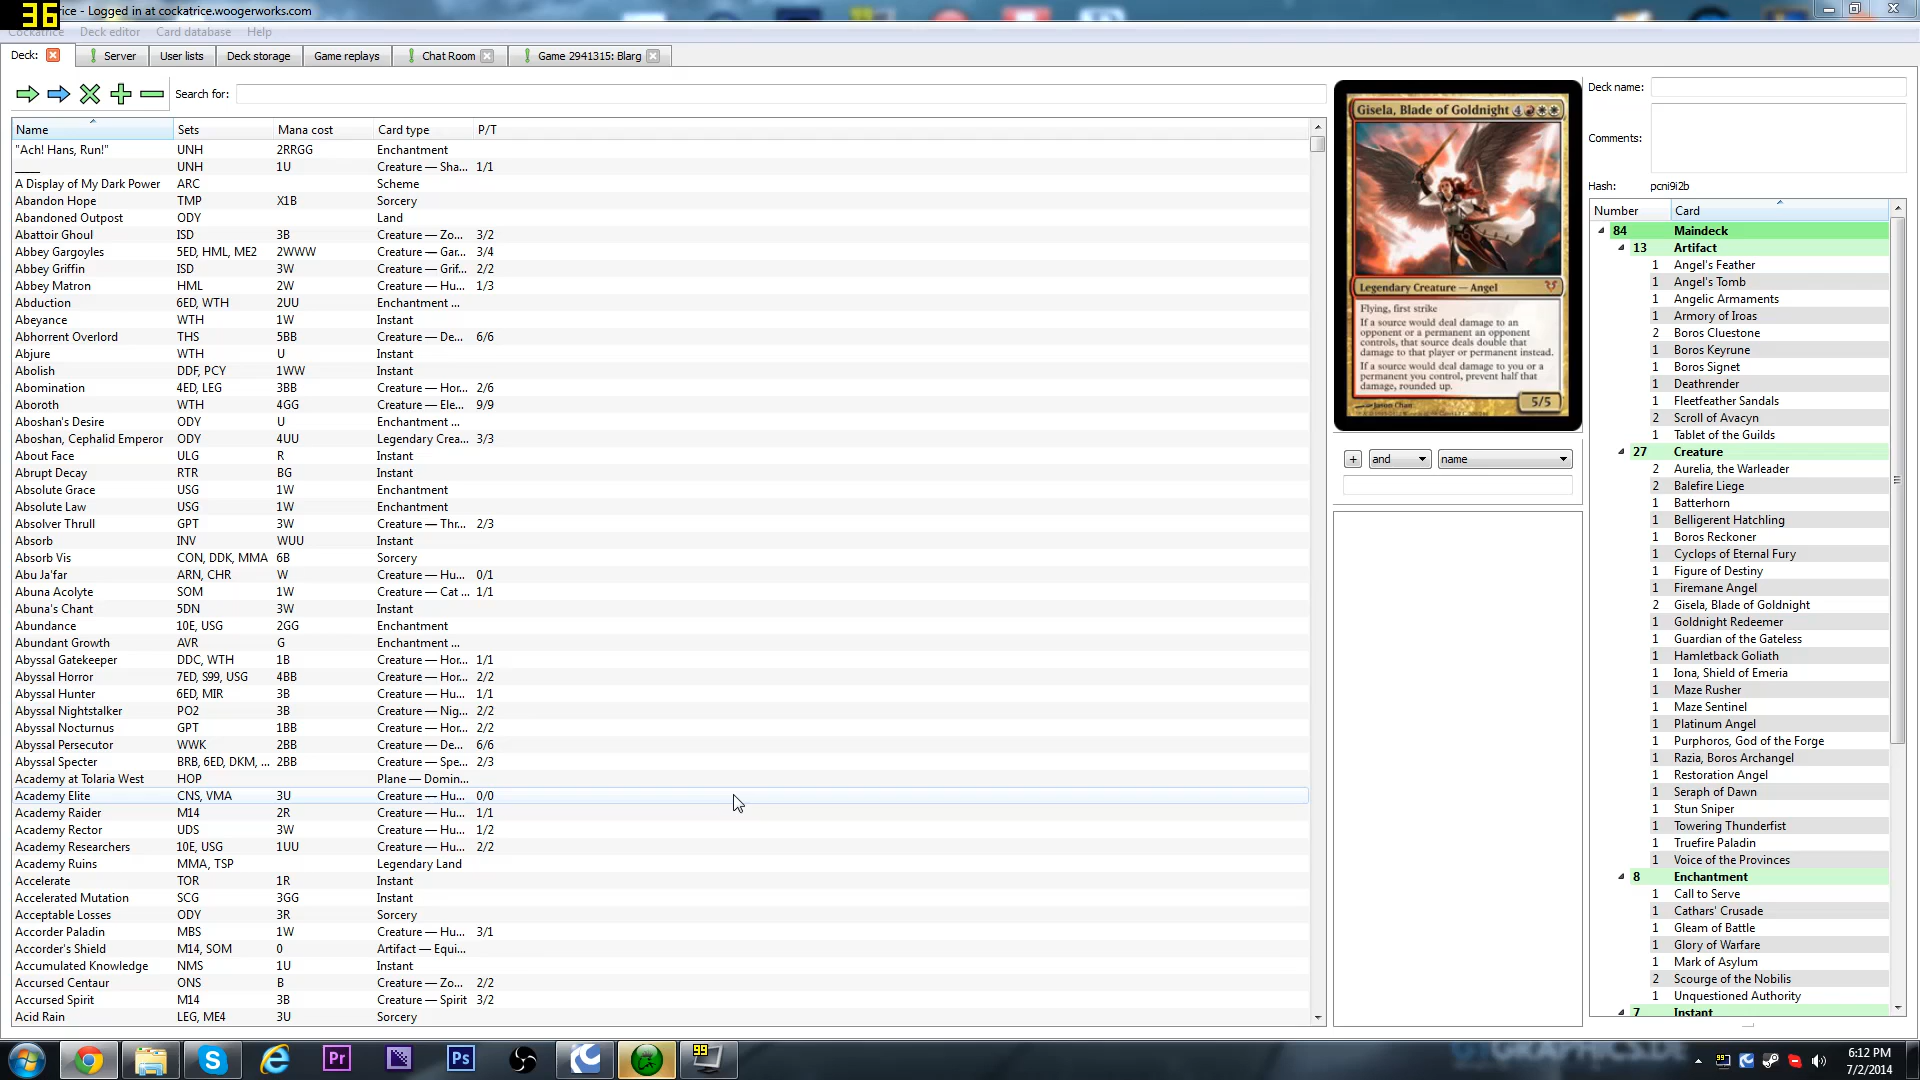 36
rice - Logged in at cockatrice.woogerworks.com
Cockatrice Deck editor Card database Help
Deck: Server User lists Deck storage Game replays Chat Room Game 2941315: Blarg
Search for:
Name Sets Mana cost Card type P/T
"Ach! Hans, Run!" UNH 2RRGG Enchantment
____ UNH 1U Creature — Sha... 1/1
A Display of My Dark Power ARC Scheme
Abandon Hope TMP X1B Sorcery
Abandoned Outpost ODY Land
Abattoir Ghoul ISD 3B Creature — Zo... 3/2
Abbey Gargoyles 5ED, HML, ME2 2WWW Creature — Gar... 3/4
Abbey Griffin ISD 3W Creature — Grif... 2/2
Abbey Matron HML 2W Creature — Hu... 1/3
Abduction 6ED, WTH 2UU Enchantment ...
Abeyance WTH 1W Instant
Abhorrent Overlord THS 5BB Creature — De... 6/6
Abjure WTH U Instant
Abolish DDF, PCY 1WW Instant
Abomination 4ED, LEG 3BB Creature — Hor... 2/6
Aboroth WTH 4GG Creature — Ele... 9/9
Aboshan's Desire ODY U Enchantment ...
Aboshan, Cephalid Emperor ODY 4UU Legendary Crea... 3/3
About Face ULG R Instant
Abrupt Decay RTR BG Instant
Absolute Grace USG 1W Enchantment
Absolute Law USG 1W Enchantment
Absolver Thrull GPT 3W Creature — Thr... 2/3
Absorb INV WUU Instant
Absorb Vis CON, DDK, MMA 6B Sorcery
Abu Ja'far ARN, CHR W Creature — Hu... 0/1
Abuna Acolyte SOM 1W Creature — Cat ... 1/1
Abuna's Chant 5DN 3W Instant
Abundance 10E, USG 2GG Enchantment
Abundant Growth AVR G Enchantment ...
Abyssal Gatekeeper DDC, WTH 1B Creature — Hor... 1/1
Abyssal Horror 7ED, S99, USG 4BB Creature — Hor... 2/2
Abyssal Hunter 6ED, MIR 3B Creature — Hu... 1/1
Abyssal Nightstalker PO2 3B Creature — Nig... 2/2
Abyssal Nocturnus GPT 1BB Creature — Hor... 2/2
Abyssal Persecutor WWK 2BB Creature — De... 6/6
Abyssal Specter BRB, 6ED, DKM, ... 2BB Creature — Spe... 2/3
Academy at Tolaria West HOP Plane — Domin...
Academy Elite CNS, VMA 3U Creature — Hu... 0/0
Academy Raider M14 2R Creature — Hu... 1/1
Academy Rector UDS 3W Creature — Hu... 1/2
Academy Researchers 10E, USG 1UU Creature — Hu... 2/2
Academy Ruins MMA, TSP Legendary Land
Accelerate TOR 1R Instant
Accelerated Mutation SCG 3GG Instant
Acceptable Losses ODY 3R Sorcery
Accorder Paladin MBS 1W Creature — Hu... 3/1
Accorder's Shield M14, SOM 0 Artifact — Equi...
Accumulated Knowledge NMS 1U Instant
Accursed Centaur ONS B Creature — Zo... 2/2
Accursed Spirit M14 3B Creature — Spirit 3/2
Acid Rain LEG, ME4 3U Sorcery
Gisela, Blade of Goldnight 4
Legendary Creature — Angel
Flying, first strike
If a source would deal damage to an
opponent or a permanent an opponent
controls, that source deals double that
damage to that player or permanent instead.
If a source would deal damage to you or a
permanent you control, prevent half that
damage, rounded up.
Jason Chan
5/5
+ and name
Deck name:
Comments:
Hash: pcni9i2b
Number Card
84 Maindeck
13 Artifact
1 Angel's Feather
1 Angel's Tomb
1 Angelic Armaments
1 Armory of Iroas
2 Boros Cluestone
1 Boros Keyrune
1 Boros Signet
1 Deathrender
1 Fleetfeather Sandals
2 Scroll of Avacyn
1 Tablet of the Guilds
27 Creature
2 Aurelia, the Warleader
2 Balefire Liege
1 Batterhorn
1 Belligerent Hatchling
1 Boros Reckoner
1 Cyclops of Eternal Fury
1 Figure of Destiny
1 Firemane Angel
2 Gisela, Blade of Goldnight
1 Goldnight Redeemer
1 Guardian of the Gateless
1 Hamletback Goliath
1 Iona, Shield of Emeria
1 Maze Rusher
1 Maze Sentinel
1 Platinum Angel
1 Purphoros, God of the Forge
1 Razia, Boros Archangel
1 Restoration Angel
1 Seraph of Dawn
1 Stun Sniper
1 Towering Thunderfist
1 Truefire Paladin
1 Voice of the Provinces
8 Enchantment
1 Call to Serve
1 Cathars' Crusade
1 Gleam of Battle
1 Glory of Warfare
1 Mark of Asylum
2 Scourge of the Nobilis
1 Unquestioned Authority
7 Instant
Pr Ps 99
6:12 PM
7/2/2014